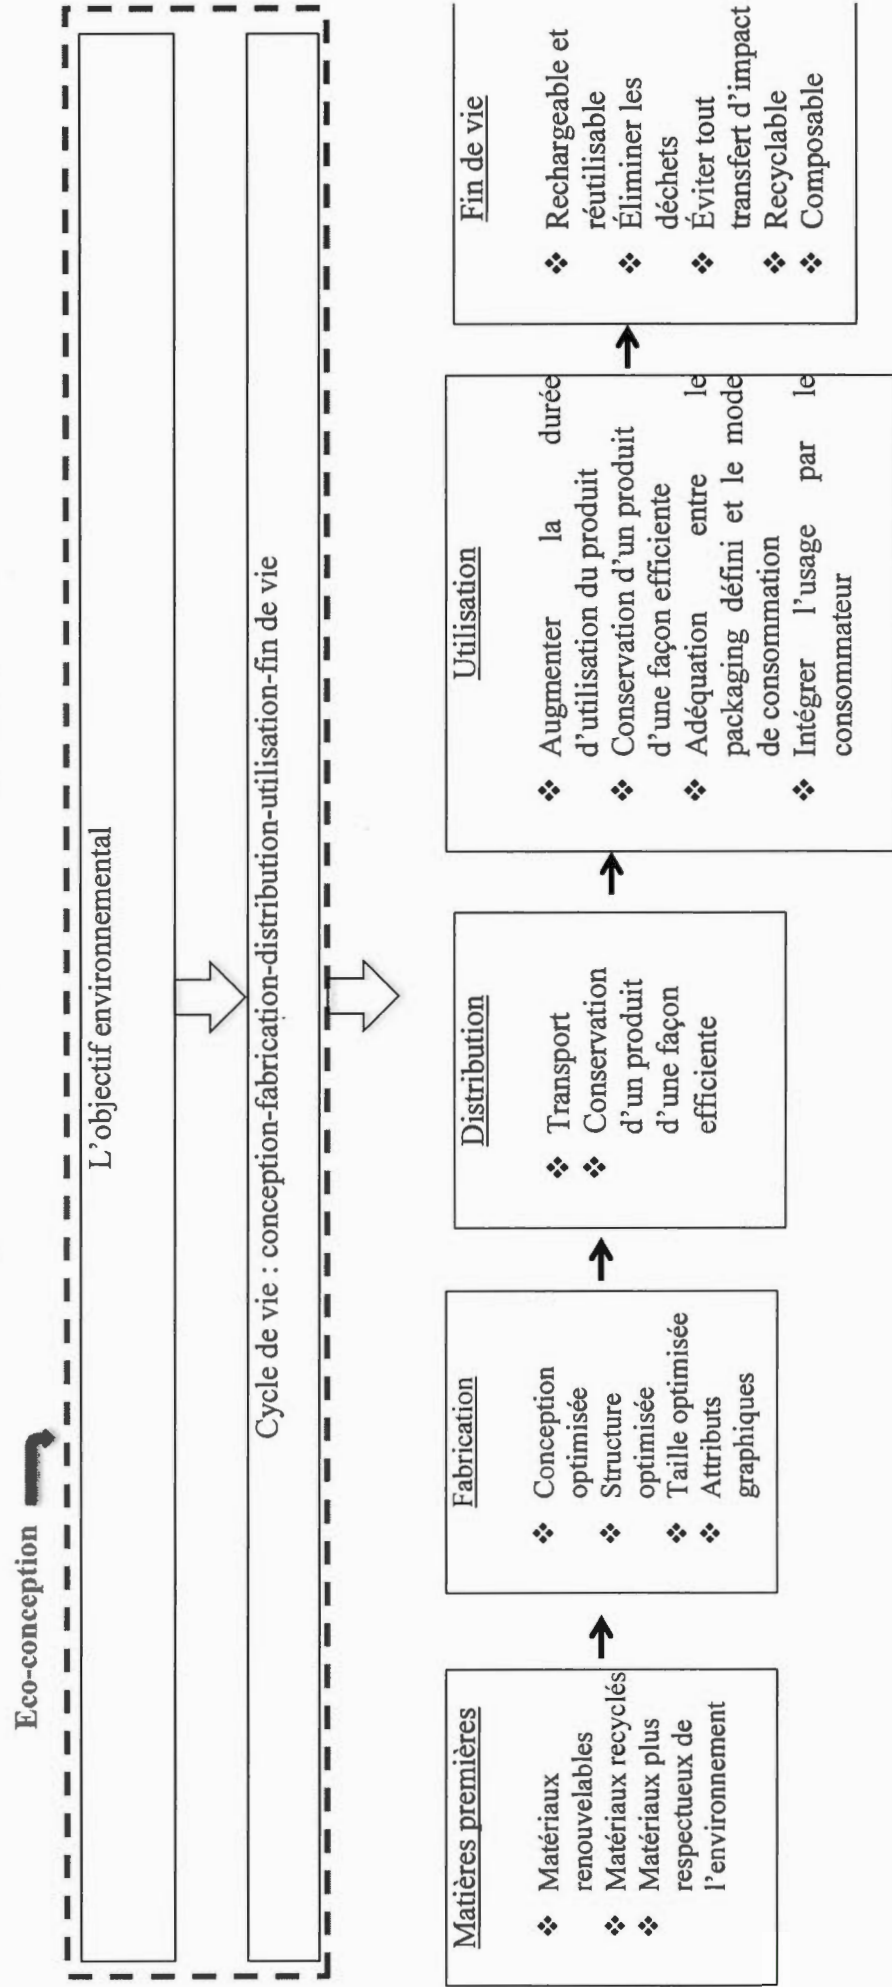 Eco-conception
L'objectif environnemental
Cycle de vie : conception-fabrication-distribution-utilisation-fin de vie
Matières premières
❖ Matériaux
renouvelables
❖ Matériaux recyclés
❖ Matériaux plus
respectueux de
l'environnement
Fabrication
❖ Conception
optimisée
❖ Structure
optimisée
❖ Taille optimisée
❖ Attributs
graphiques
Distribution
❖ Transport
❖ Conservation
d'un produit
d'une façon
efficiente
Utilisation
❖ Augmenter la durée
d'utilisation du produit
❖ Conservation d'un produit
d'une façon efficiente
❖ Adéquation entre le
packaging défini et le mode
de consommation
❖ Intégrer l'usage par le
consommateur
Fin de vie
❖ Rechargeable et
réutilisable
❖ Éliminer les
déchets
❖ Éviter tout
transfert d'impact
❖ Recyclable
❖ Composable